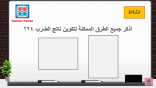 نشاط
أذكر جميع الطرق الممكنة لتكوين ناتج الضرب ٢٤؟